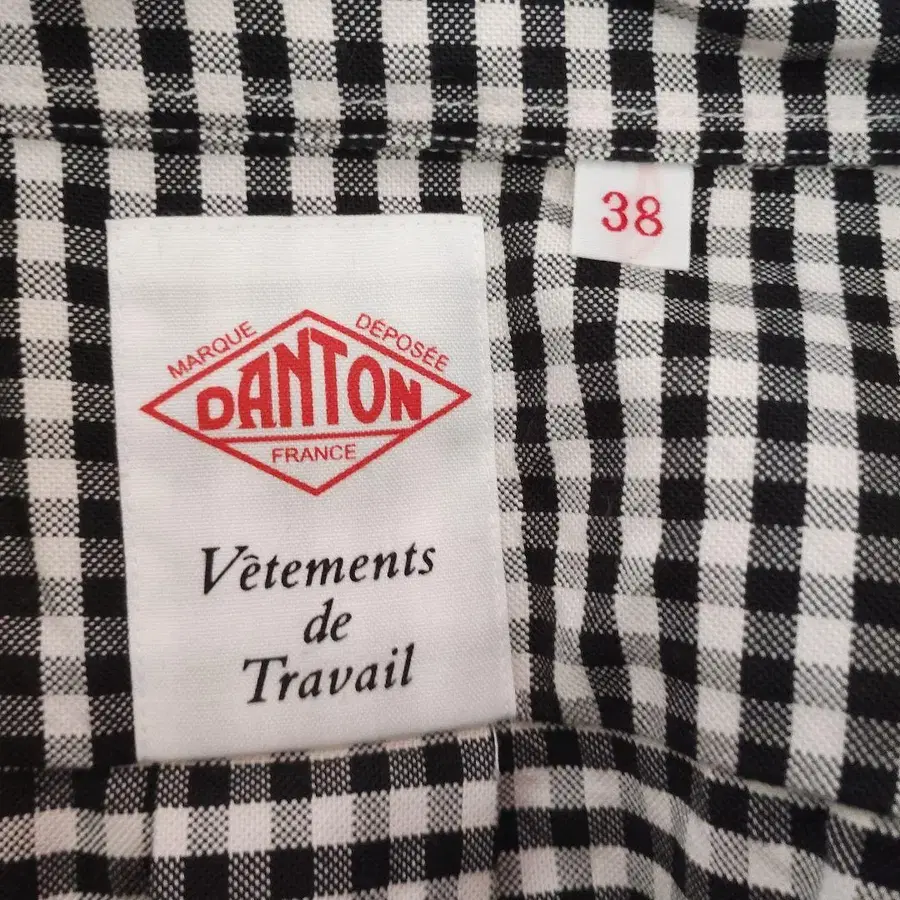 38
MARQUE DÉPOSÉE
DANTON
FRANCE
Vêtements
de
Travail